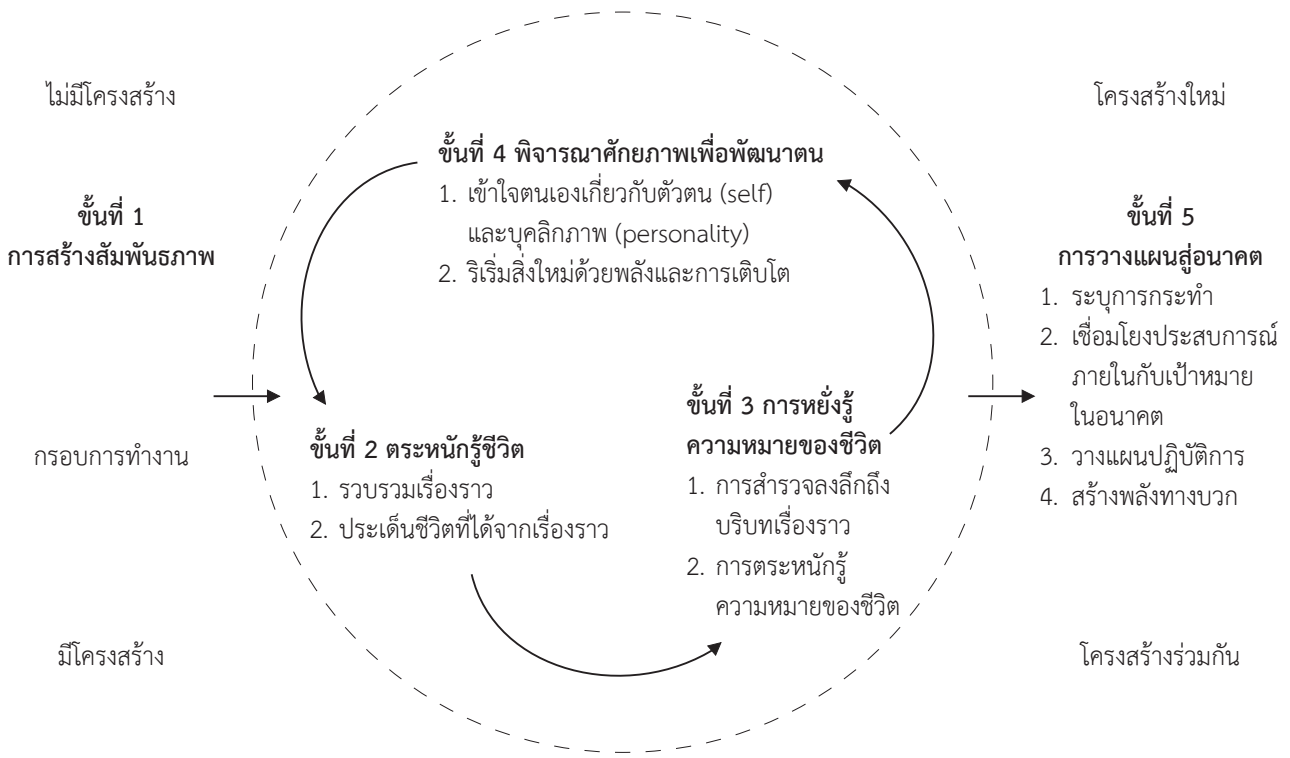 ไม่มีโครงสร้าง
ขั้นที่ 1
การสร้างสัมพันธภาพ
กรอบการทำงาน
มีโครงสร้าง
ขั้นที่ 4 พิจารณาศักยภาพเพื่อพัฒนาตน
1. เข้าใจตนเองเกี่ยวกับตัวตน (self)
และบุคลิกภาพ (personality)
2. ริเริ่มสิ่งใหม่ด้วยพลังและการเติบโต
ขั้นที่ 2 ตระหนักรู้ชีวิต
1. รวบรวมเรื่องราว
2. ประเด็นชีวิตที่ได้จากเรื่องราว
ขั้นที่ 3 การหยั่งรู้
ความหมายของชีวิต
1. การสำรวจลงลึกถึง
บริบทเรื่องราว
2. การตระหนักรู้
ความหมายของชีวิต
โครงสร้างใหม่
ขั้นที่ 5
การวางแผนสู่อนาคต
1. ระบุการกระทำ
2. เชื่อมโยงประสบการณ์
ภายในกับเป้าหมาย
ในอนาคต
3. วางแผนปฏิบัติการ
4. สร้างพลังทางบวก
โครงสร้างร่วมกัน